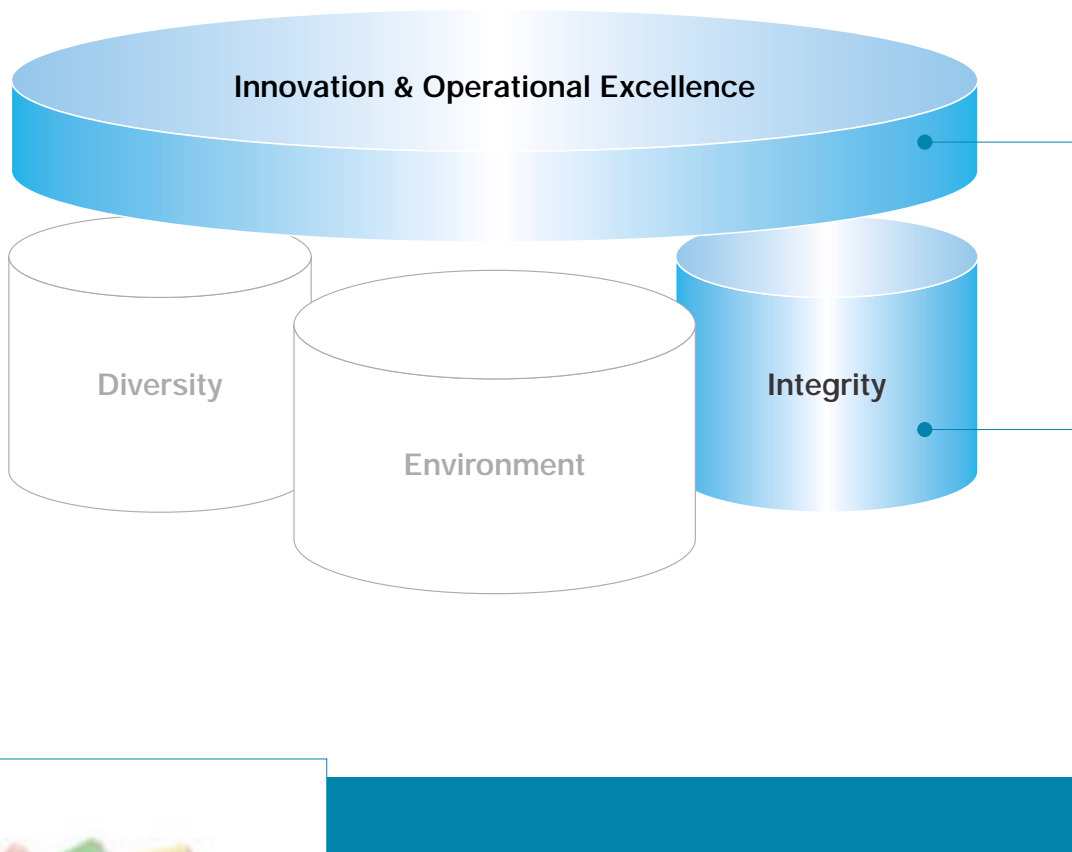 Innovation & Operational Excellence
Diversity
Integrity
Environment